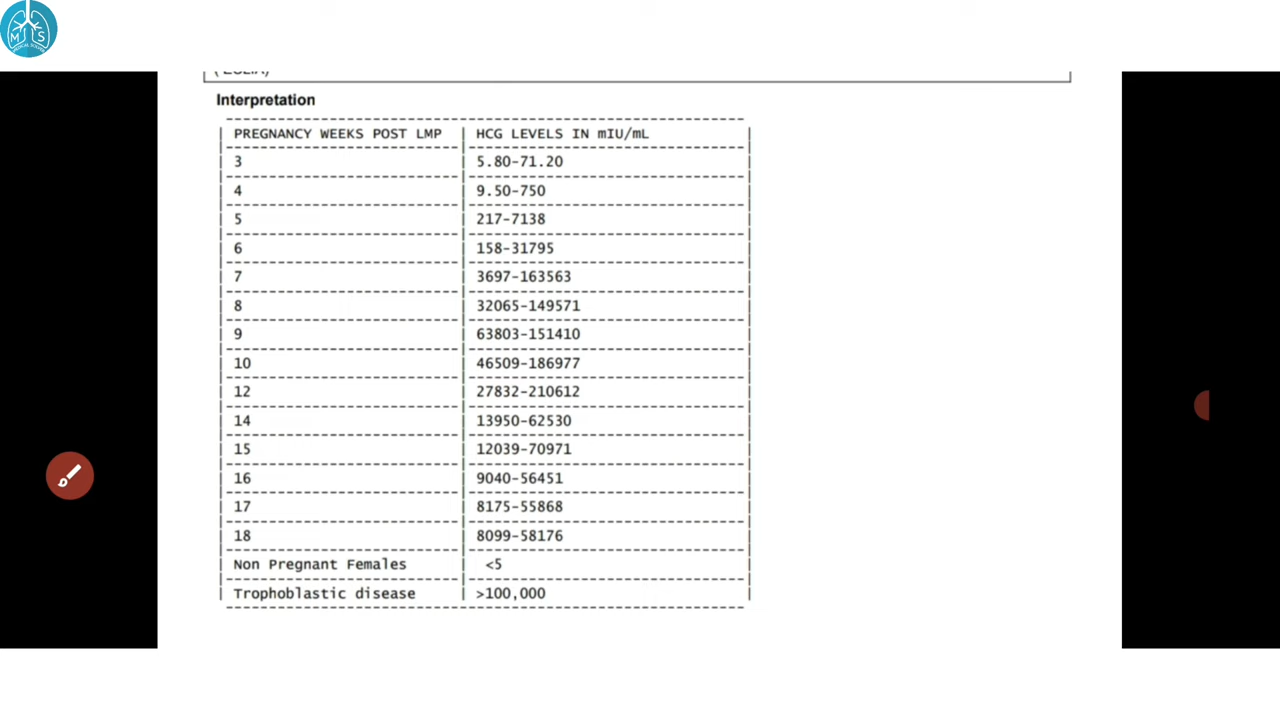 M S
MEDICAL SOURCE
Interpretation
PREGNANCY WEEKS POST LMP | HCG LEVELS IN mIU/mL
3 | 5.80-71.20
4 | 9.50-750
5 | 217-7138
6 | 158-31795
7 | 3697-163563
8 | 32065-149571
9 | 63803-151410
10 | 46509-186977
12 | 27832-210612
14 | 13950-62530
15 | 12039-70971
16 | 9040-56451
17 | 8175-55868
18 | 8099-58176
Non Pregnant Females | <5
Trophoblastic disease | >100,000